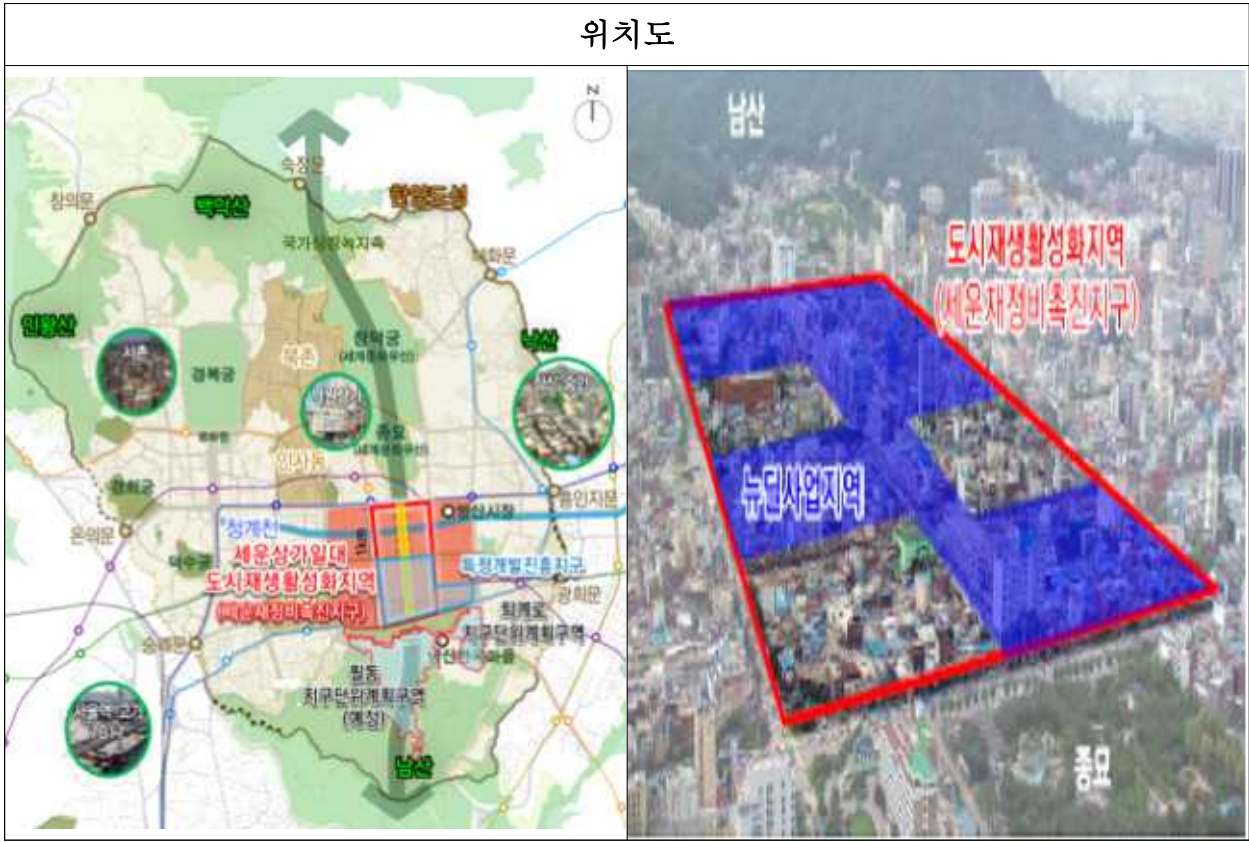 위치도
N
숙정문
창의문
백악산
한양도성
국가상징녹지축
혜화문
인왕산
창덕궁
(세계문화유산)
낙산
서촌
북촌
경복궁
종묘
(세계문화유산)
인사동
경희궁
흥인지문
돈의문
광장시장
청계천
1km
세운상가일대
도시재생활성화지역
(세운재정비촉진지구)
특정개발진흥지구
덕수궁
광희문
퇴계로
지구단위계획구역
숭례문
필동
지구단위계획구역
(예정)
남산
남산
도시재생활성화지역
(세운재정비촉진지구)
뉴딜사업지역
종묘